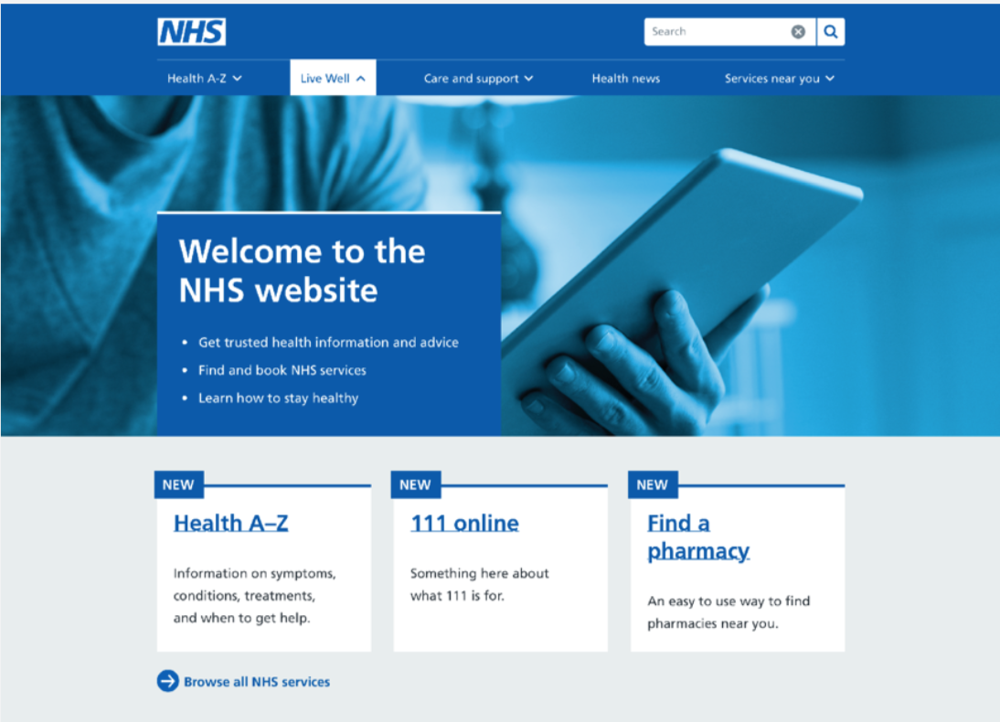 NHS
Search
Health A-Z
Live Well
Care and support
Health news
Services near you
Welcome to the
NHS website
• Get trusted health information and advice
• Find and book NHS services
• Learn how to stay healthy
NEW
Health A–Z
Information on symptoms,
conditions, treatments,
and when to get help.
NEW
111 online
Something here about
what 111 is for.
NEW
Find a
pharmacy
An easy to use way to find
pharmacies near you.
Browse all NHS services